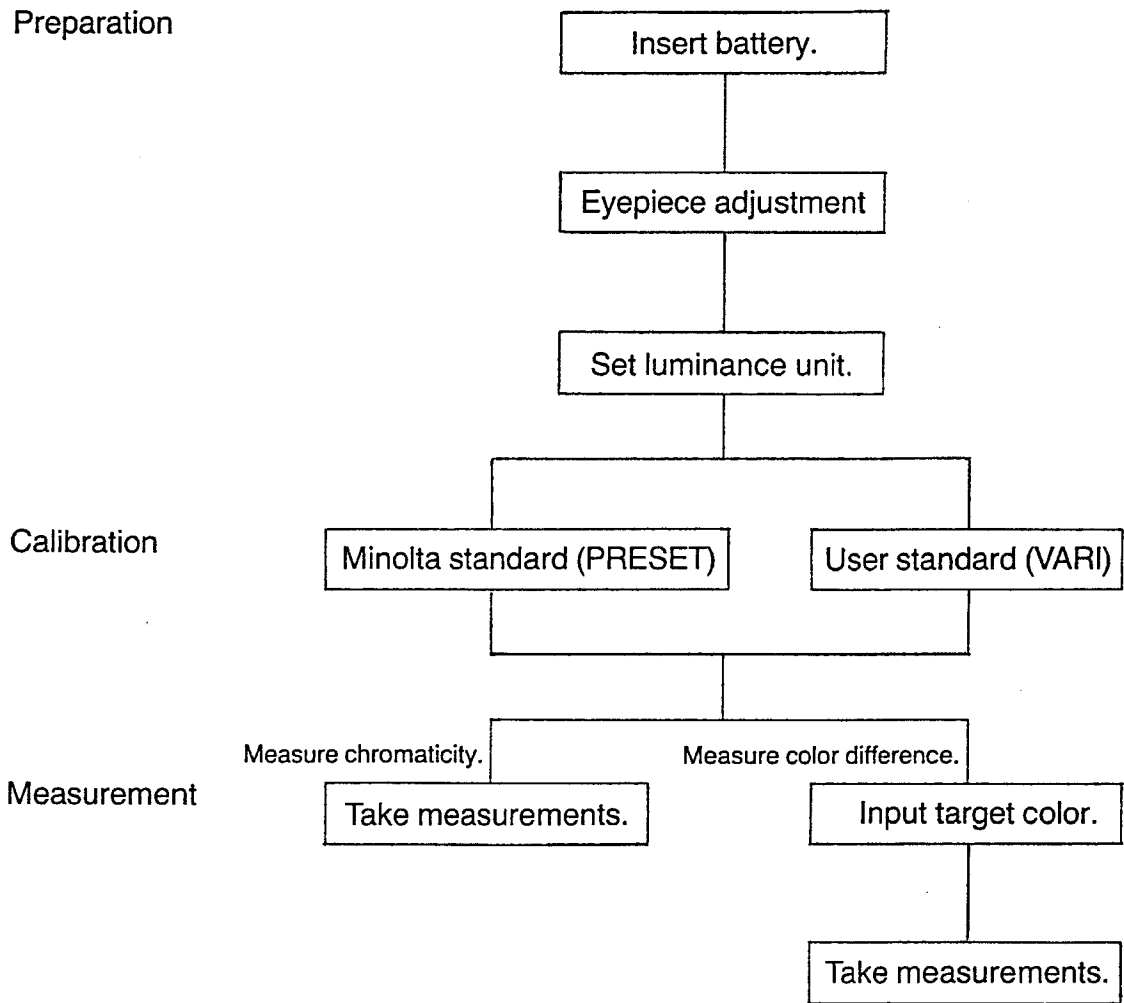 Preparation
Insert battery.
Eyepiece adjustment
Set luminance unit.
Calibration
Minolta standard (PRESET)
User standard (VARI)
Measure chromaticity.
Measure color difference.
Measurement
Take measurements.
Input target color.
Take measurements.